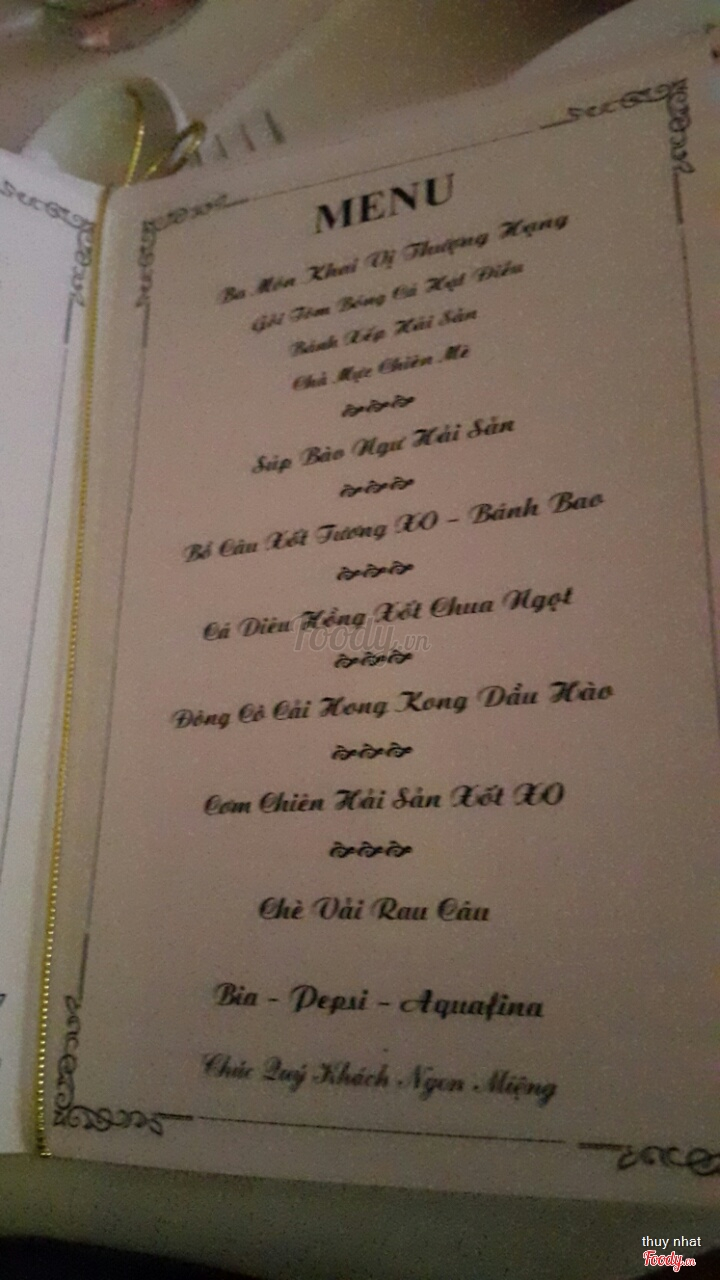 MENU
Ba Món Khai Vị Thượng Hạng
Gỏi Tôm Bóng Cá Hạt Điều
Bánh Xếp Hải Sản
Chả Mực Chiên Mè
Súp Bào Ngư Hải Sản
Bồ Câu Xốt Tương XO - Bánh Bao
Cá Diêu Hồng Xốt Chua Ngọt
Foody.vn
Đông Cô Cải Hong Kong Dầu Hào
Cơm Chiên Hải Sản Xốt XO
Chè Vải Rau Câu
Bia - Pepsi - Aquafina
Chúc Quý Khách Ngon Miệng
thuy nhat
Foody.vn